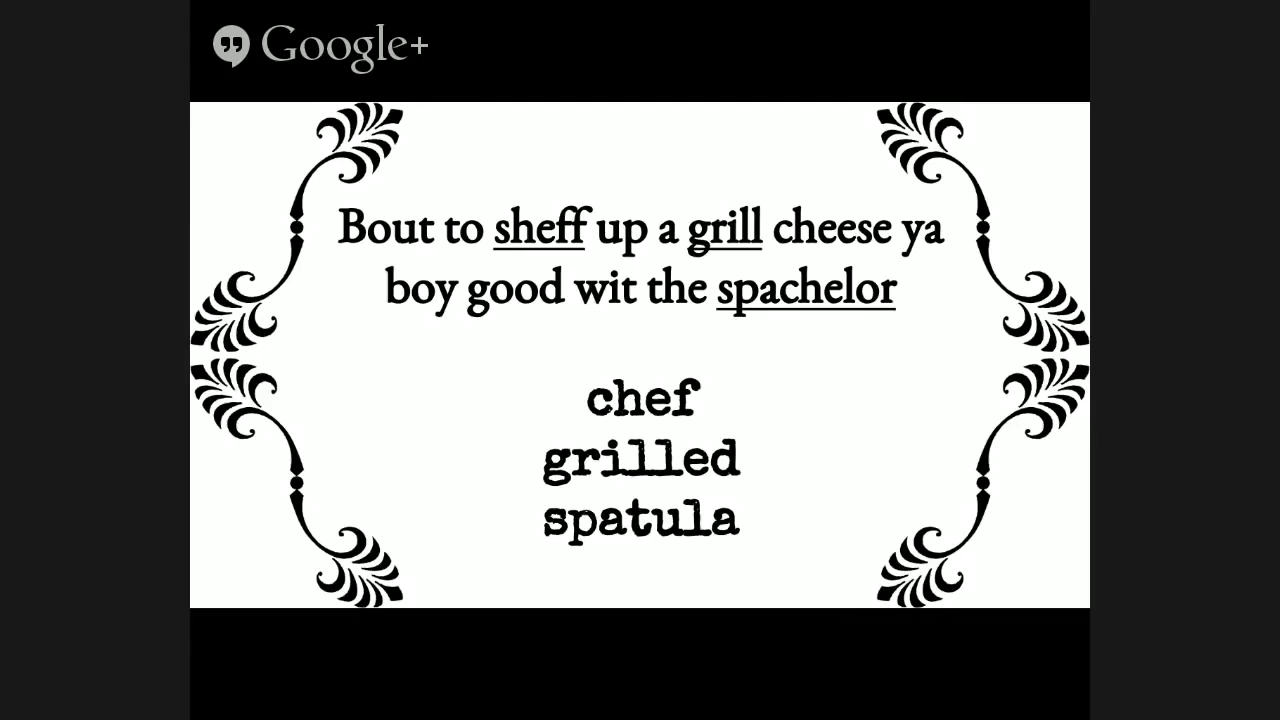 Google+
Bout to sheff up a grill cheese ya
boy good wit the spachelor
chef
grilled
spatula